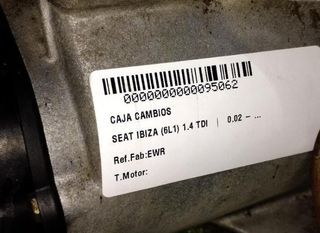 0000000000095062
CAJA CAMBIOS
SEAT IBIZA (6L1) 1.4 TDI | 0.02 - ...
Ref.Fab:EWR
T.Motor: